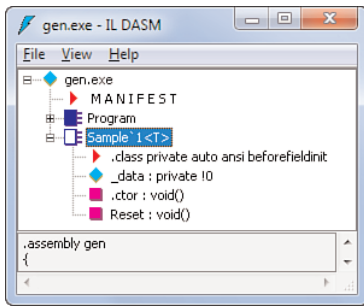 gen.exe - IL DASM
File View Help
gen.exe
MANIFEST
Program
Sample`1<T>
.class private auto ansi beforefieldinit
_data : private !0
.ctor : void()
Reset : void()
.assembly gen
{